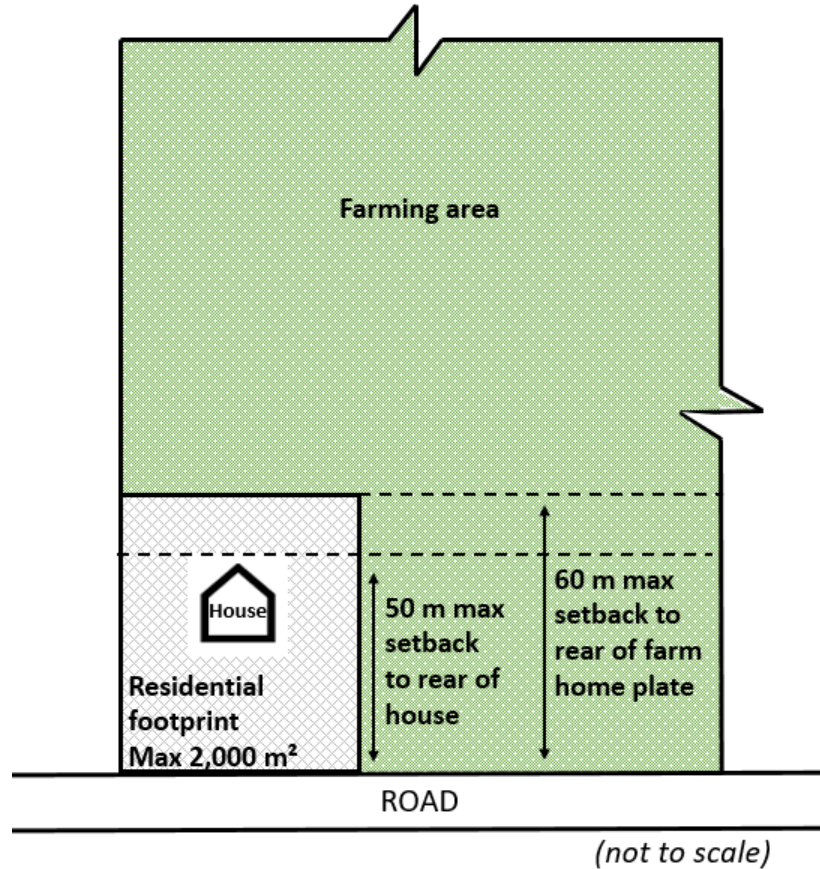 Farming area
House
Residential
footprint
Max 2,000 m²
50 m max
setback
to rear of
house
60 m max
setback to
rear of farm
home plate
ROAD
(not to scale)